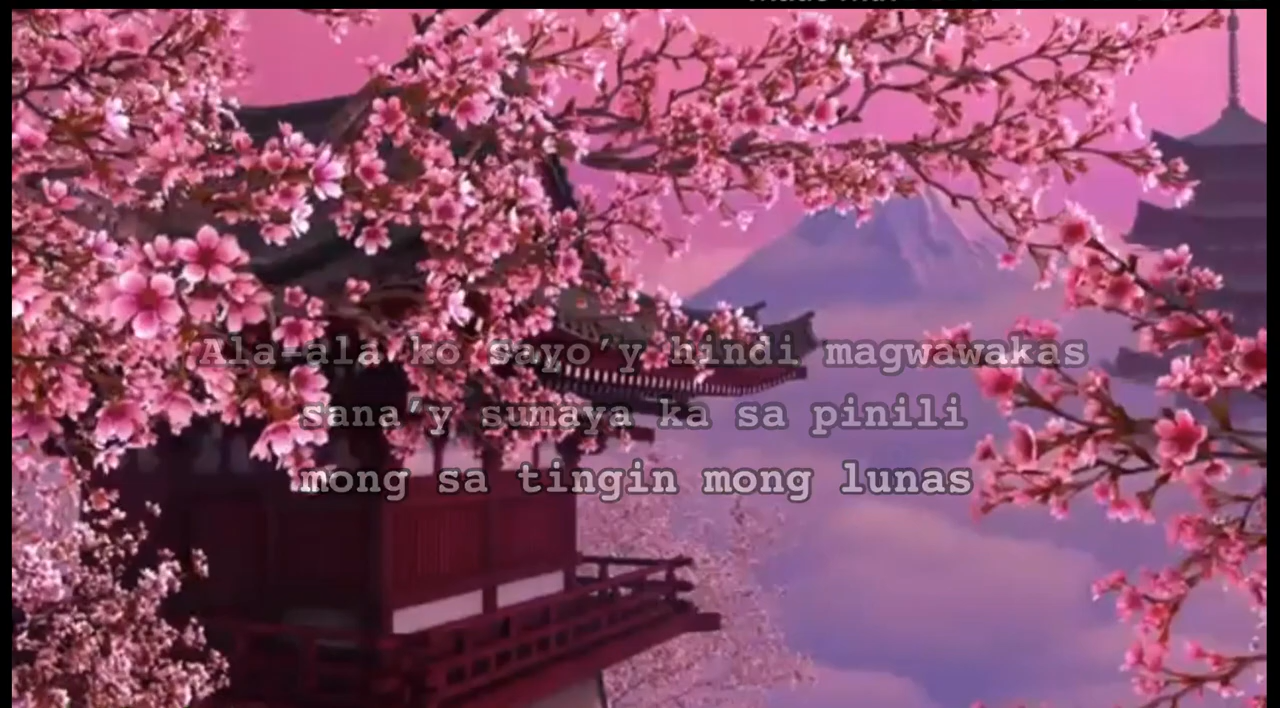 Ala-ala ko sayo'y hindi magwawakas
sana'y sumaya ka sa pinili
mong sa tingin mong lunas